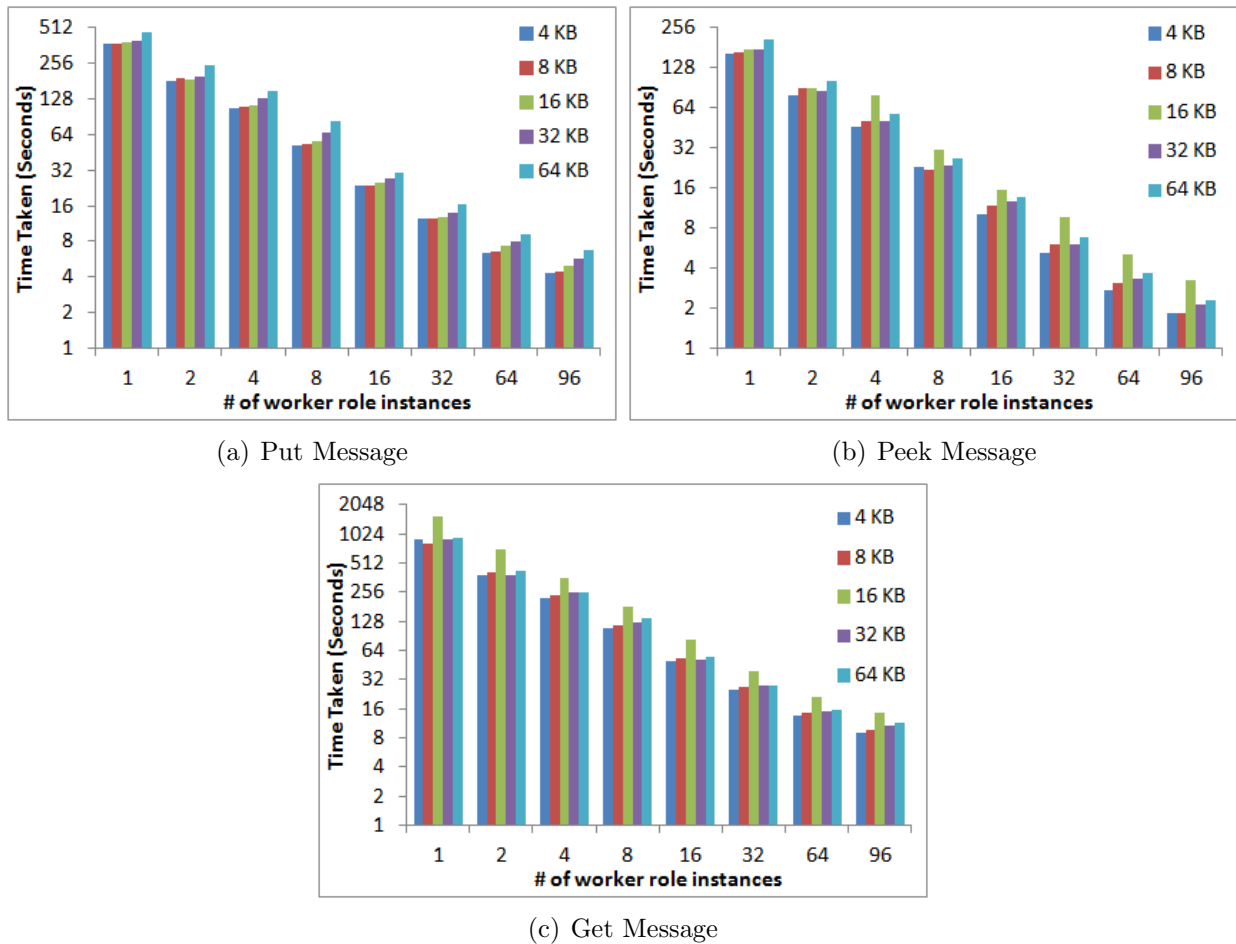 Time Taken (Seconds)
512
256
128
64
32
16
8
4
2
1
4 KB
8 KB
16 KB
32 KB
64 KB
1 2 4 8 16 32 64 96
# of worker role instances
(a) Put Message
Time Taken (Seconds)
256
128
64
32
16
8
4
2
1
4 KB
8 KB
16 KB
32 KB
64 KB
1 2 4 8 16 32 64 96
# of worker role instances
(b) Peek Message
Time Taken (Seconds)
2048
1024
512
256
128
64
32
16
8
4
2
1
4 KB
8 KB
16 KB
32 KB
64 KB
1 2 4 8 16 32 64 96
# of worker role instances
(c) Get Message